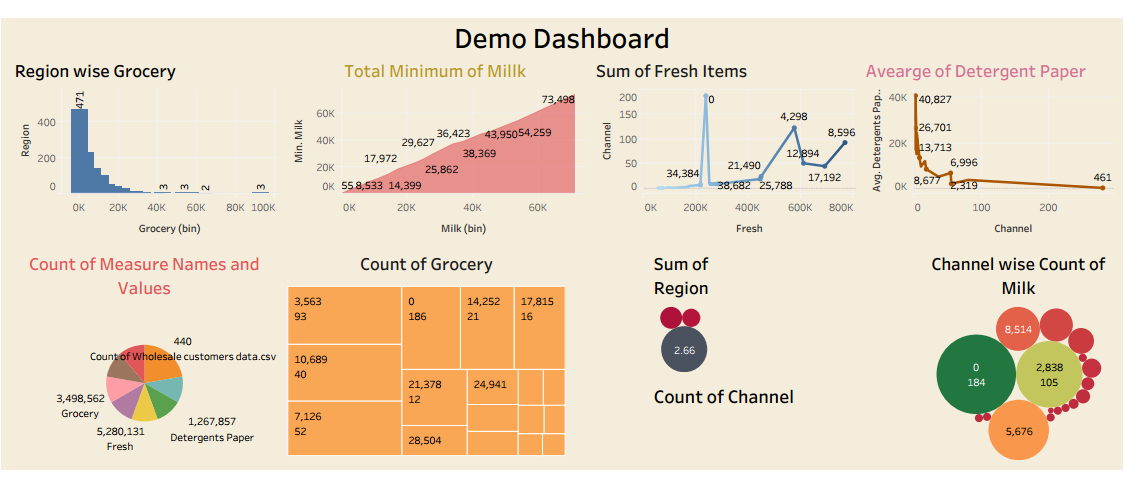 Demo Dashboard
Region wise Grocery
471
400
200
0
Region
3
3
2
3
0K 20K 40K 60K 80K 100K
Grocery (bin)
Total Minimum of Millk
73,498
60K
40K
20K
0K
Min. Milk
36,423 43,950 54,259
29,627 38,369
17,972 25,862
55 8,533 14,399
0K 20K 40K 60K
Milk (bin)
Sum of Fresh Items
200
150
100
50
0
Channel
0
4,298
8,596
12,894
21,490
34,384
38,682 25,788 17,192
0K 200K 400K 600K 800K
Fresh
Avearge of Detergent Paper
40K
20K
0K
Avg. Detergents Pap..
40,827
26,701
13,713
6,996
8,677
2,319
461
0 100 200
Channel
Count of Measure Names and
Values
440
Count of Wholesale customers data.csv
3,498,562
Grocery
5,280,131
Fresh
1,267,857
Detergents Paper
Count of Grocery
3,563
93
10,689
40
7,126
52
0
186
14,252
21
17,815
16
21,378
12
24,941
28,504
Sum of
Region
2.66
Count of Channel
Channel wise Count of
Milk
8,514
0
184
2,838
105
5,676